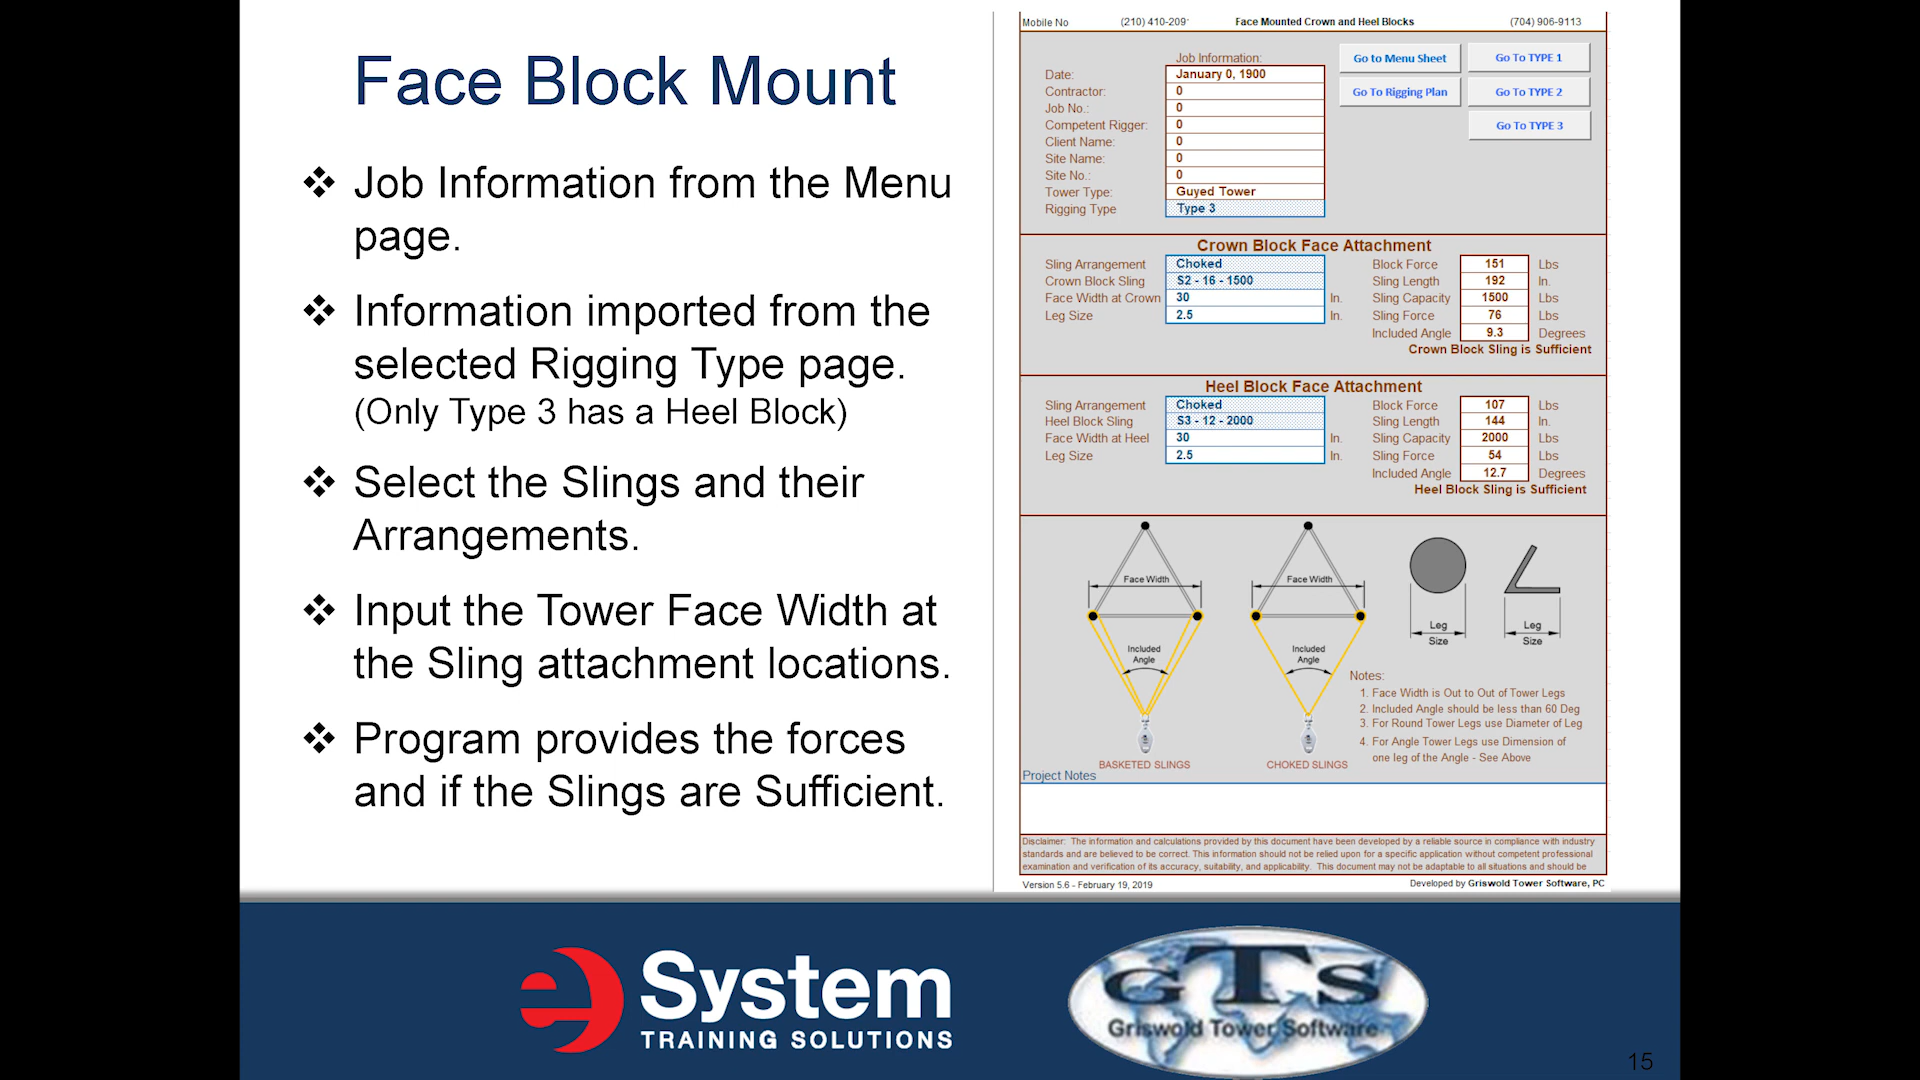 Face Block Mount
❖ Job Information from the Menu
page.
❖ Information imported from the
selected Rigging Type page.
(Only Type 3 has a Heel Block)
❖ Select the Slings and their
Arrangements.
❖ Input the Tower Face Width at
the Sling attachment locations.
❖ Program provides the forces
and if the Slings are Sufficient.
Mobile No (210) 410-209 Face Mounted Crown and Heel Blocks (704) 906-9113
Job Information:
Date: January 0, 1900
Contractor: 0
Job No.: 0
Competent Rigger: 0
Client Name: 0
Site Name: 0
Site No.: 0
Tower Type: Guyed Tower
Rigging Type Type 3
Go to Menu Sheet Go To TYPE 1
Go To Rigging Plan Go To TYPE 2
Go To TYPE 3
Crown Block Face Attachment
Sling Arrangement Choked Block Force 151 Lbs
Crown Block Sling S2 - 16 - 1500 Sling Length 192 In.
Face Width at Crown 30 In. Sling Capacity 1500 Lbs
Leg Size 2.5 In. Sling Force 76 Lbs
Included Angle 9.3 Degrees
Crown Block Sling is Sufficient
Heel Block Face Attachment
Sling Arrangement Choked Block Force 107 Lbs
Heel Block Sling S3 - 12 - 2000 Sling Length 144 In.
Face Width at Heel 30 In. Sling Capacity 2000 Lbs
Leg Size 2.5 In. Sling Force 54 Lbs
Included Angle 12.7 Degrees
Heel Block Sling is Sufficient
Face Width Face Width
Leg Leg
Size Size
Included Included
Angle Angle
BASKETED SLINGS CHOKED SLINGS
Notes:
1. Face Width is Out to Out of Tower Legs
2. Included Angle should be less than 60 Deg
3. For Round Tower Legs use Diameter of Leg
4. For Angle Tower Legs use Dimension of
one leg of the Angle - See Above
Project Notes
Disclaimer: The information and calculations provided by this document have been developed by a reliable source in compliance with industry
standards and are believed to be correct. This information should not be relied upon for a specific application without competent professional
examination and verification of its accuracy, suitability, and applicability. This document may not be adaptable to all situations and should be
Version 5.6 - February 19, 2019 Developed by Griswold Tower Software, PC
e System
TRAINING SOLUTIONS
GTS
Griswold Tower Software
15